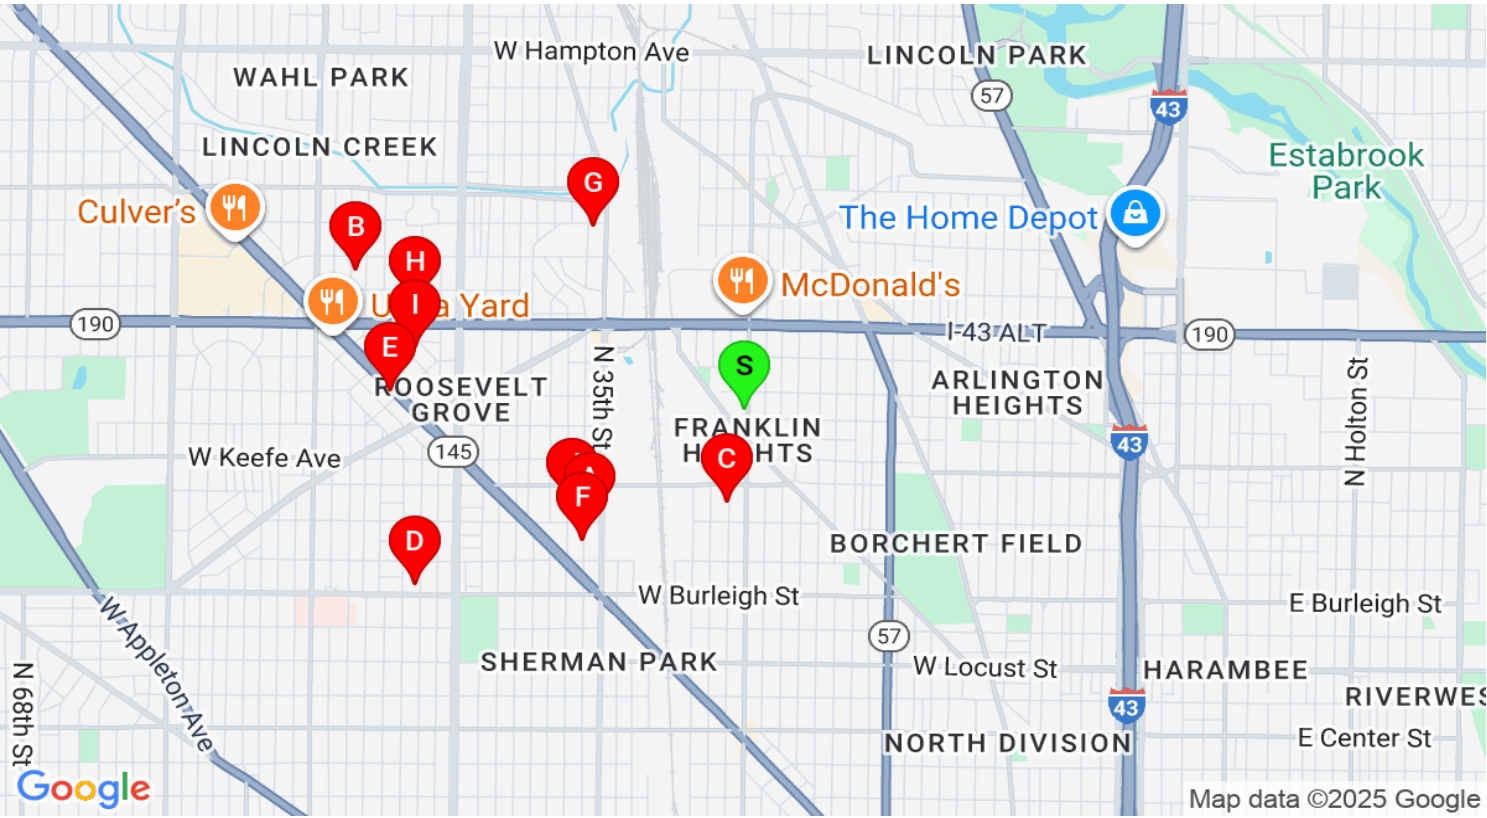 W Hampton Ave
LINCOLN PARK
WAHL PARK
57
43
LINCOLN CREEK
Estabrook
Park
G
Culver's
The Home Depot
B
H
McDonald's
I
Yard
190
I-43 ALT
190
E
S
N 35th St
ROOSEVELT
GROVE
ARLINGTON
HEIGHTS
N Holton St
FRANKLIN
HEIGHTS
43
W Keefe Ave
145
C
A
F
D
BORCHERT FIELD
W Burleigh St
E Burleigh St
W Appleton Ave
57
SHERMAN PARK
W Locust St
HARAMBEE
N 68th St
RIVERWES
43
NORTH DIVISION
E Center St
Google
Map data ©2025 Google